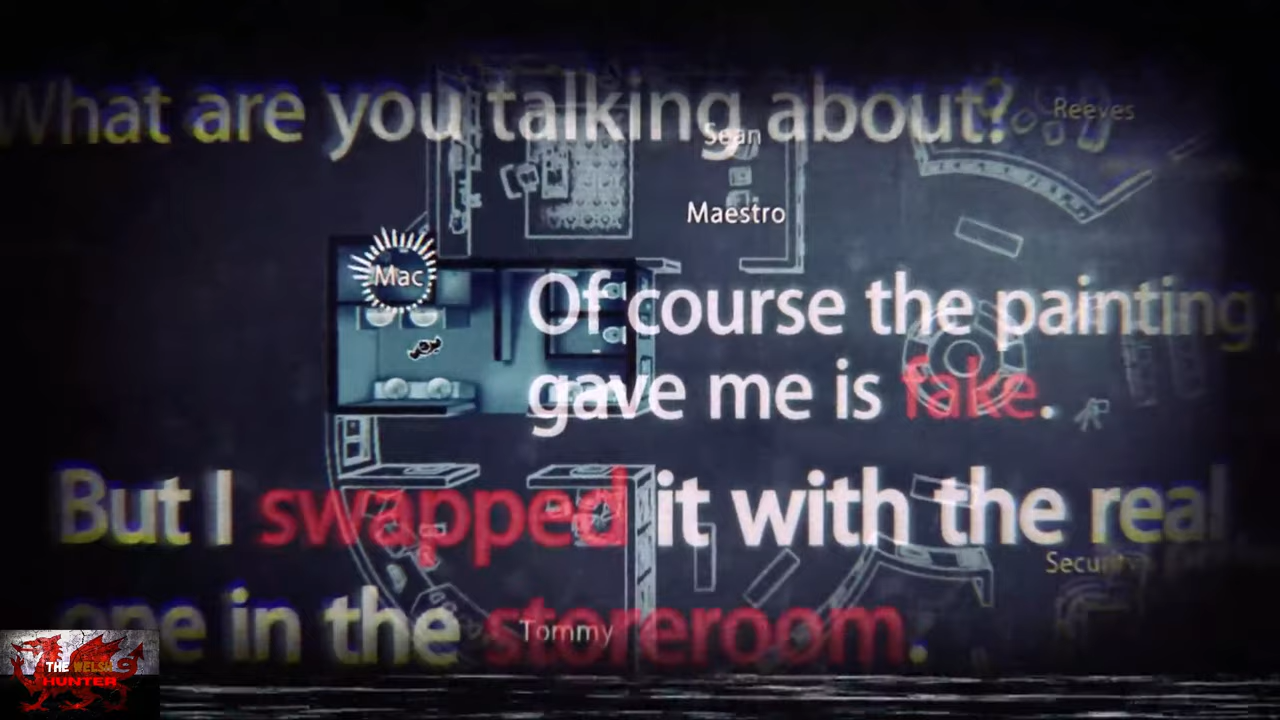 What are you talking about?
Reeves
Sean
Maestro
Mac
Of course the painting
gave me is fake.
But I swapped it with the real
one in the storeroom.
Security
Tommy
THE WELSH
HUNTER